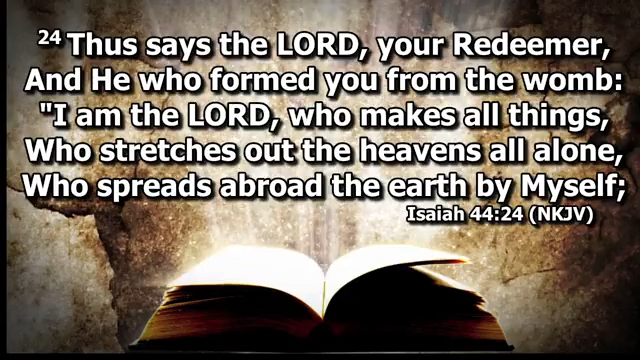 24 Thus says the LORD, your Redeemer,
And He who formed you from the womb:
"I am the LORD, who makes all things,
Who stretches out the heavens all alone,
Who spreads abroad the earth by Myself;
Isaiah 44:24 (NKJV)